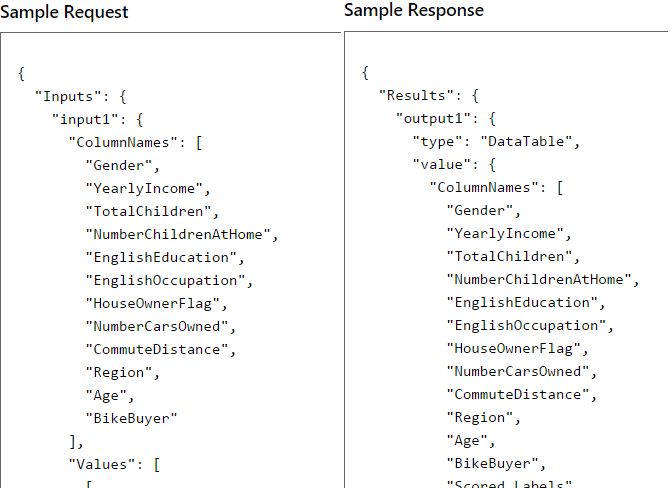 Sample Request
{
"Inputs": {
"input1": {
"ColumnNames": [
"Gender",
"YearlyIncome",
"TotalChildren",
"NumberChildrenAtHome",
"EnglishEducation",
"EnglishOccupation",
"HouseOwnerFlag",
"NumberCarsOwned",
"CommuteDistance",
"Region",
"Age",
"BikeBuyer"
],
"Values": [
[
Sample Response
{
"Results": {
"output1": {
"type": "DataTable",
"value": {
"ColumnNames": [
"Gender",
"YearlyIncome",
"TotalChildren",
"NumberChildrenAtHome",
"EnglishEducation",
"EnglishOccupation",
"HouseOwnerFlag",
"NumberCarsOwned",
"CommuteDistance",
"Region",
"Age",
"BikeBuyer",
"Scored Labels"